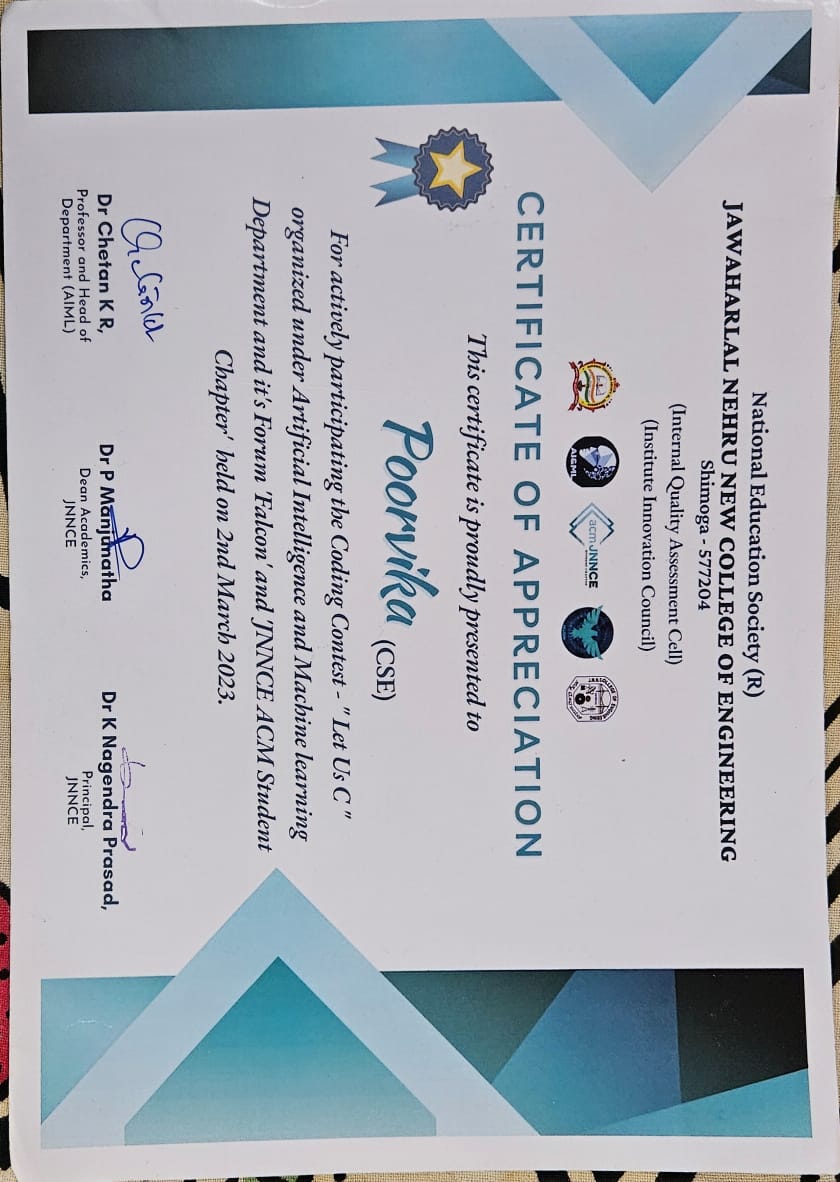 National Education Society (R)
JAWAHARLAL NEHRU NEW COLLEGE OF ENGINEERING
Shimoga - 577204
(Internal Quality Assessment Cell)
(Institute Innovation Council)
AI&ML
acm JNNCE
CERTIFICATE OF APPRECIATION
This certificate is proudly presented to
Poorvika (CSE)
For actively participating the Coding Contest - "Let Us C"
organized under Artificial Intelligence and Machine learning
Department and it's Forum 'Falcon' and 'JNNCE ACM Student
Chapter' held on 2nd March 2023.
Dr Chetan K R,
Professor and Head of
Department (AIML)
Dr P Manjunatha
Dean Academics,
JNNCE
Dr K Nagendra Prasad,
Principal,
JNNCE